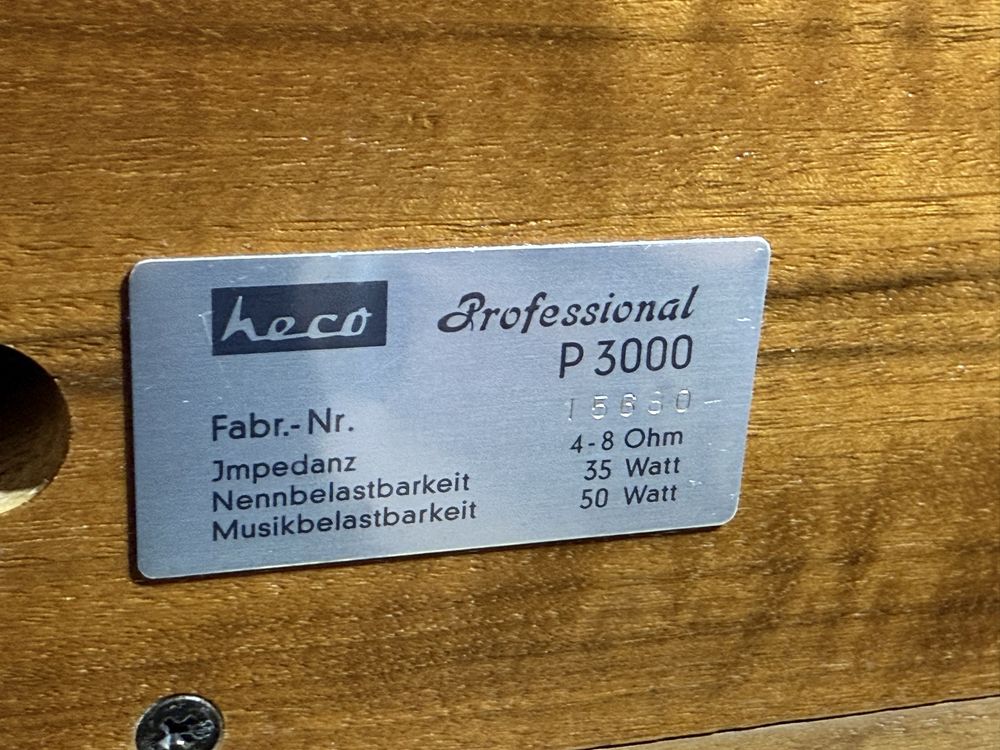 heco
Professional
P 3000
Fabr.-Nr.
Jmpedanz 4-8 Ohm
Nennbelastbarkeit 35 Watt
Musikbelastbarkeit 50 Watt